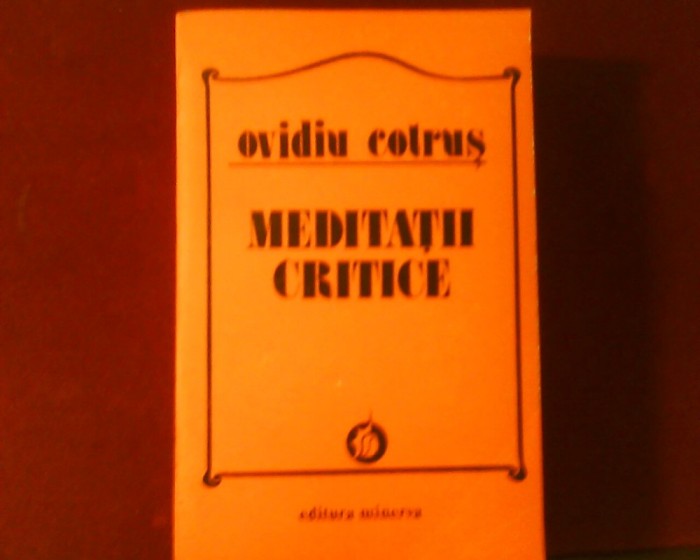 ovidiu cotruș
MEDITAȚII
CRITICE
editura minerva